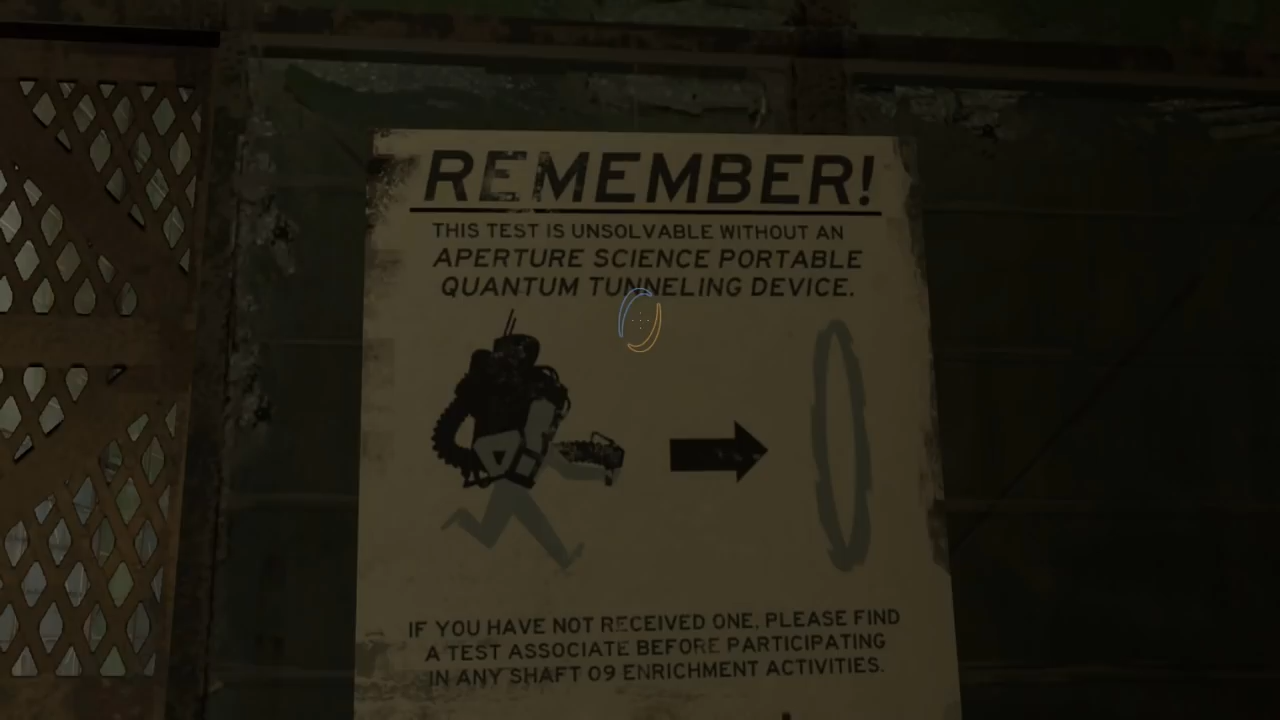 REMEMBER!
THIS TEST IS UNSOLVABLE WITHOUT AN
APERTURE SCIENCE PORTABLE
QUANTUM TUNNELING DEVICE.
IF YOU HAVE NOT RECEIVED ONE, PLEASE FIND
A TEST ASSOCIATE BEFORE PARTICIPATING
IN ANY SHAFT 09 ENRICHMENT ACTIVITIES.